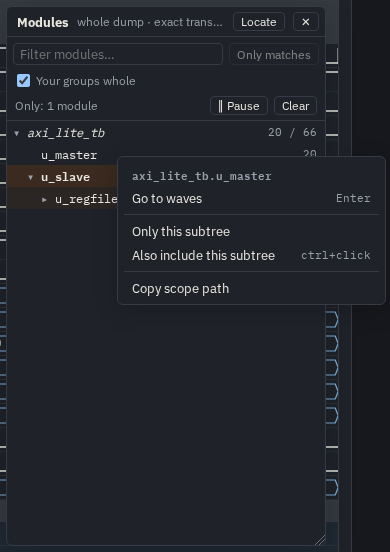 Modules whole dump · exact trans... Locate ✕
Filter modules... Only matches
Your groups whole
Only: 1 module Pause Clear
▾ axi_lite_tb 20 / 66
u_master 20
▾ u_slave
▸ u_regfile
axi_lite_tb.u_master
Go to waves Enter
Only this subtree
Also include this subtree ctrl+click
Copy scope path